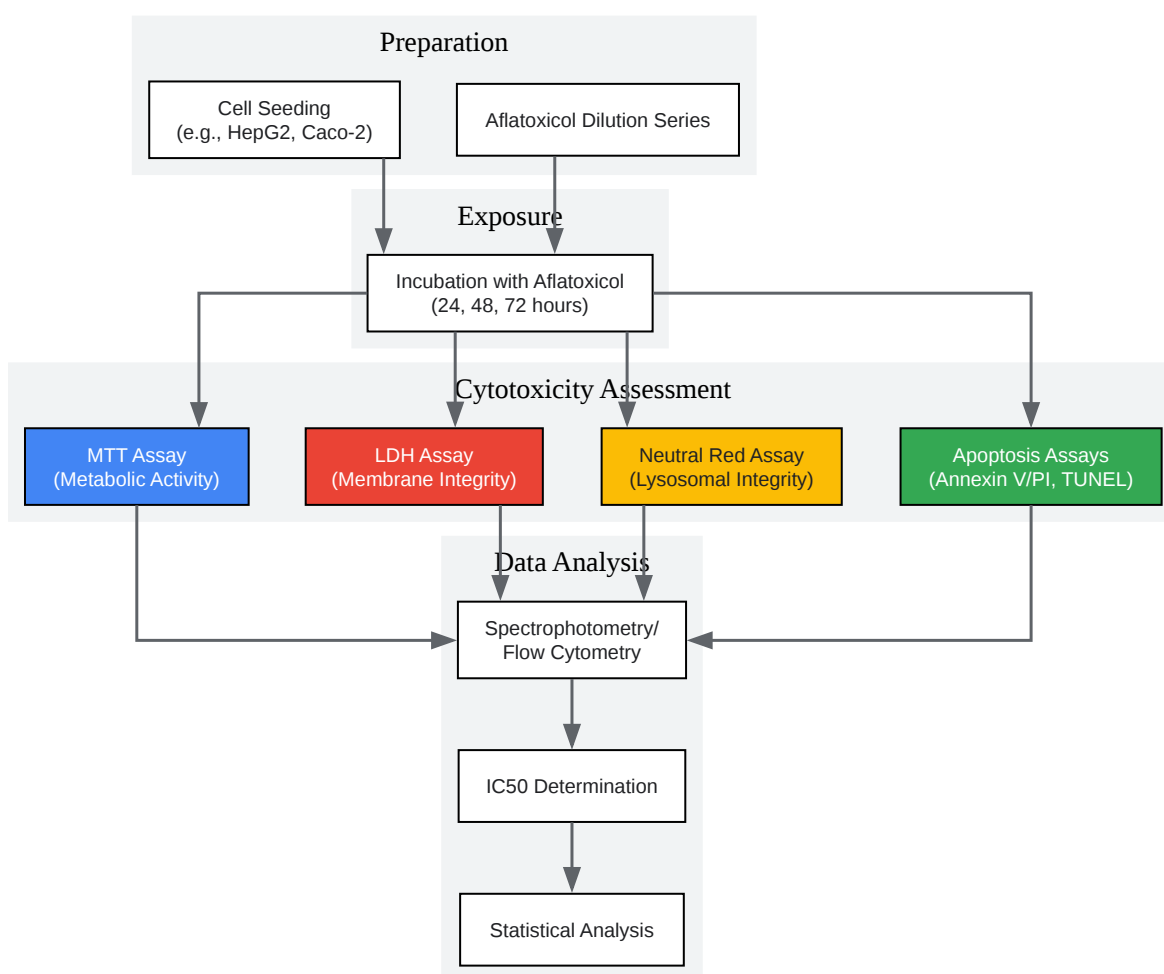 Preparation
Cell Seeding
(e.g., HepG2, Caco-2)
Aflatoxicol Dilution Series
Exposure
Incubation with Aflatoxicol
(24, 48, 72 hours)
Cytotoxicity Assessment
MTT Assay
(Metabolic Activity)
LDH Assay
(Membrane Integrity)
Neutral Red Assay
(Lysosomal Integrity)
Apoptosis Assays
(Annexin V/PI, TUNEL)
Data Analysis
Spectrophotometry/
Flow Cytometry
IC50 Determination
Statistical Analysis